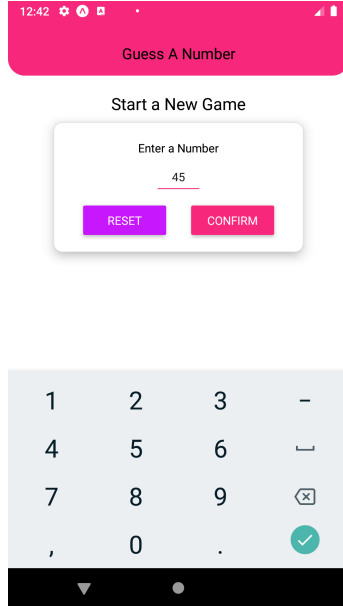 12:42
Guess A Number
Start a New Game
Enter a Number
45
RESET CONFIRM
1 2 3 –
4 5 6
7 8 9
, 0 .